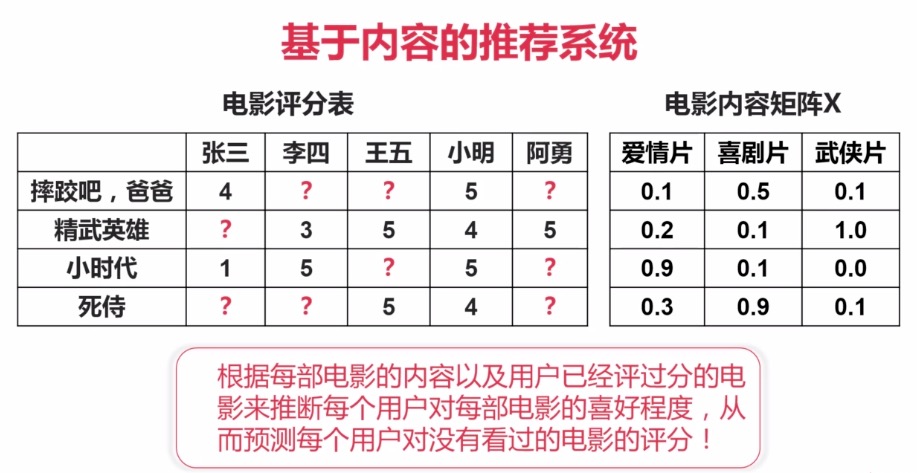 基于内容的推荐系统
电影评分表 电影内容矩阵X
张三 李四 王五 小明 阿勇 爱情片 喜剧片 武侠片
摔跤吧，爸爸 4 ? ? 5 ? 0.1 0.5 0.1
精武英雄 ? 3 5 4 5 0.2 0.1 1.0
小时代 1 5 ? 5 ? 0.9 0.1 0.0
死侍 ? ? 5 4 ? 0.3 0.9 0.1
根据每部电影的内容以及用户已经评过分的电
影来推断每个用户对每部电影的喜好程度，从
而预测每个用户对没有看过的电影的评分！